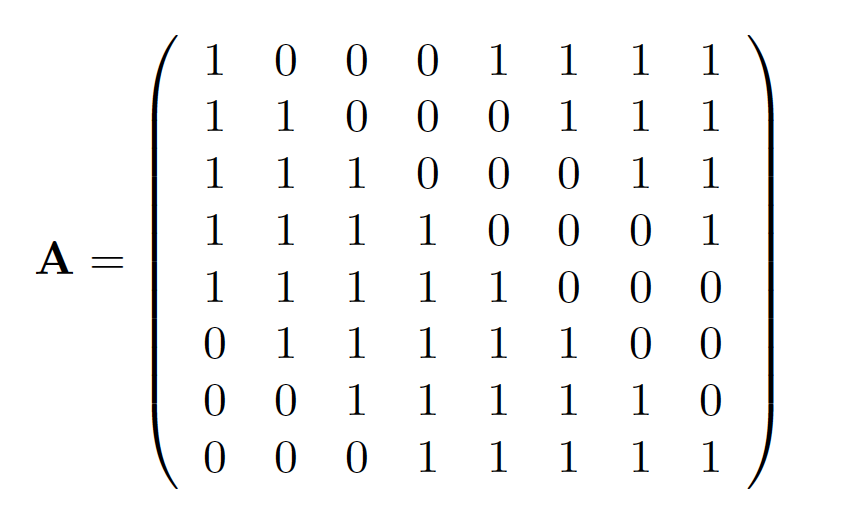 1 0 0 0 1 1 1 1
1 1 0 0 0 1 1 1
1 1 1 0 0 0 1 1
1 1 1 1 0 0 0 1
A =
1 1 1 1 1 0 0 0
0 1 1 1 1 1 0 0
0 0 1 1 1 1 1 0
0 0 0 1 1 1 1 1